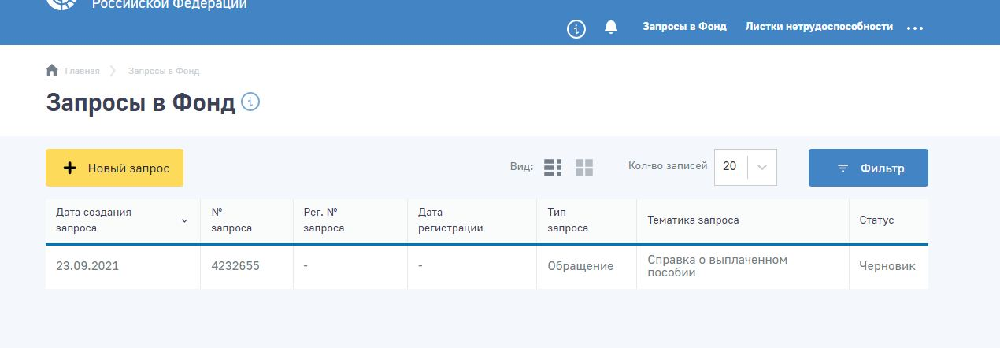 Российской Федерации
Запросы в Фонд Листки нетрудоспособности
Главная Запросы в Фонд
Запросы в Фонд
Новый запрос Вид: Кол-во записей 20 Фильтр
Дата создания запроса № запроса Рег. № запроса Дата регистрации Тип запроса Тематика запроса Статус
23.09.2021 4232655 - - Обращение Справка о выплаченном пособии Черновик